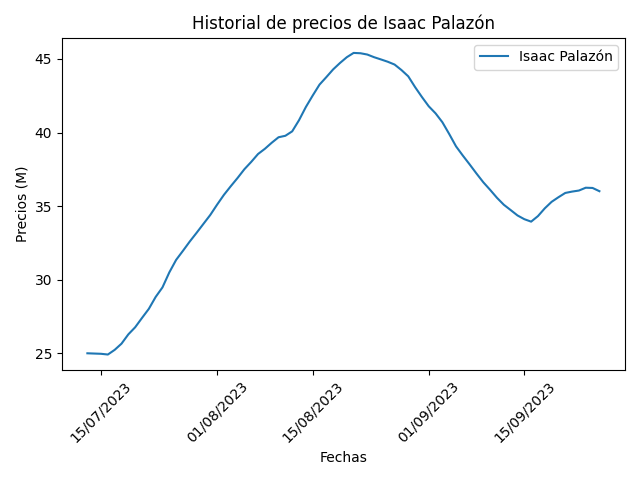 Historial de precios de Isaac Palazón
Isaac Palazón
Precios (M)
45
40
35
30
25
15/07/2023
01/08/2023
15/08/2023
01/09/2023
15/09/2023
Fechas